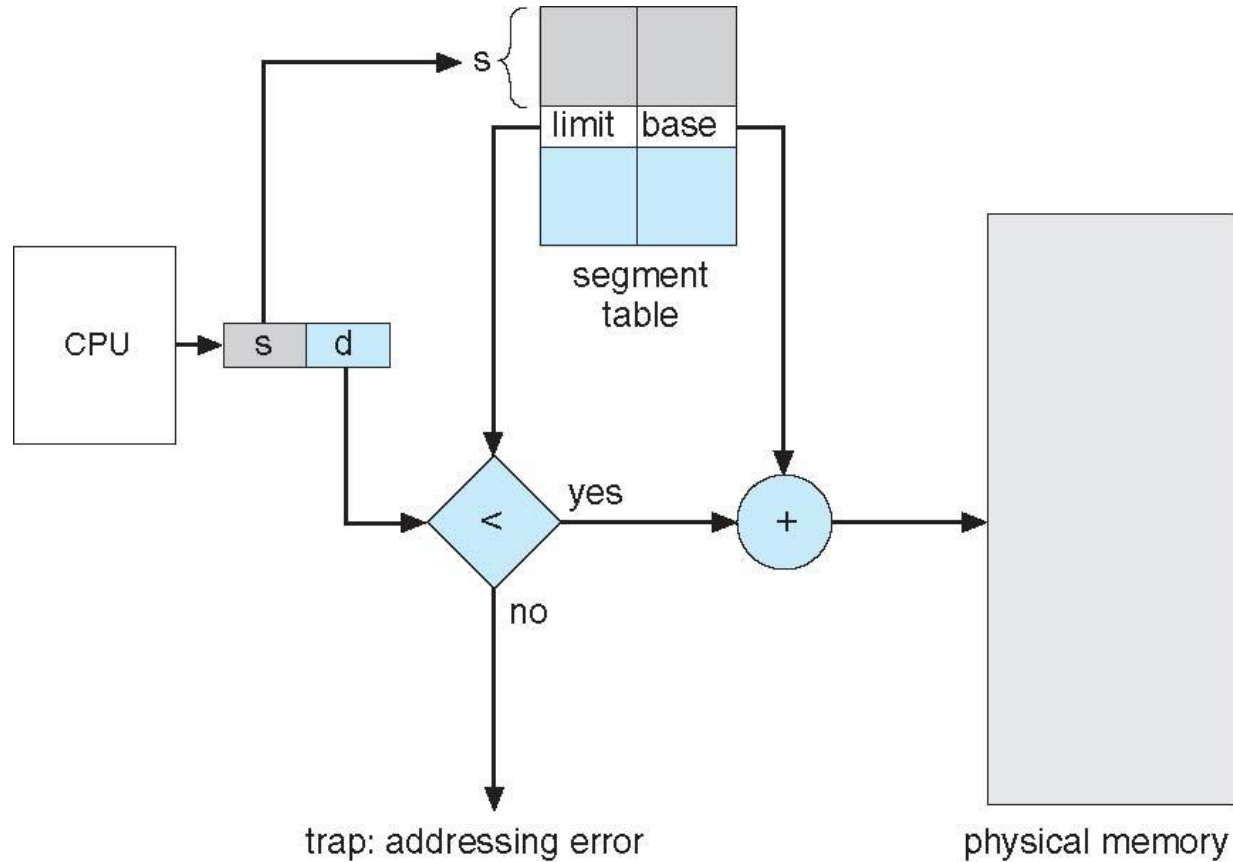 s
limit base
segment
table
CPU
s d
<
yes
+
no
trap: addressing error
physical memory